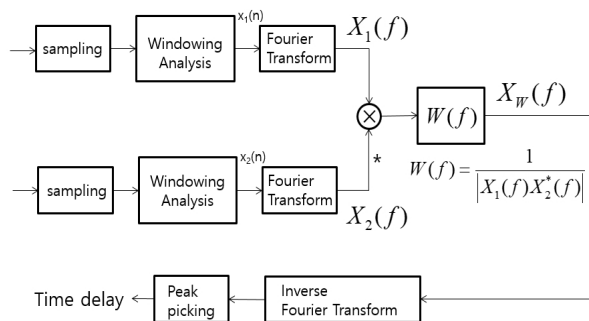 sampling
Windowing
Analysis
x₁(n)
Fourier
Transform
X₁(f)
W(f)
X_W(f)
*
W(f) = 1 / |X₁(f)X₂*(f)|
sampling
Windowing
Analysis
x₂(n)
Fourier
Transform
X₂(f)
Time delay
Peak
picking
Inverse
Fourier Transform